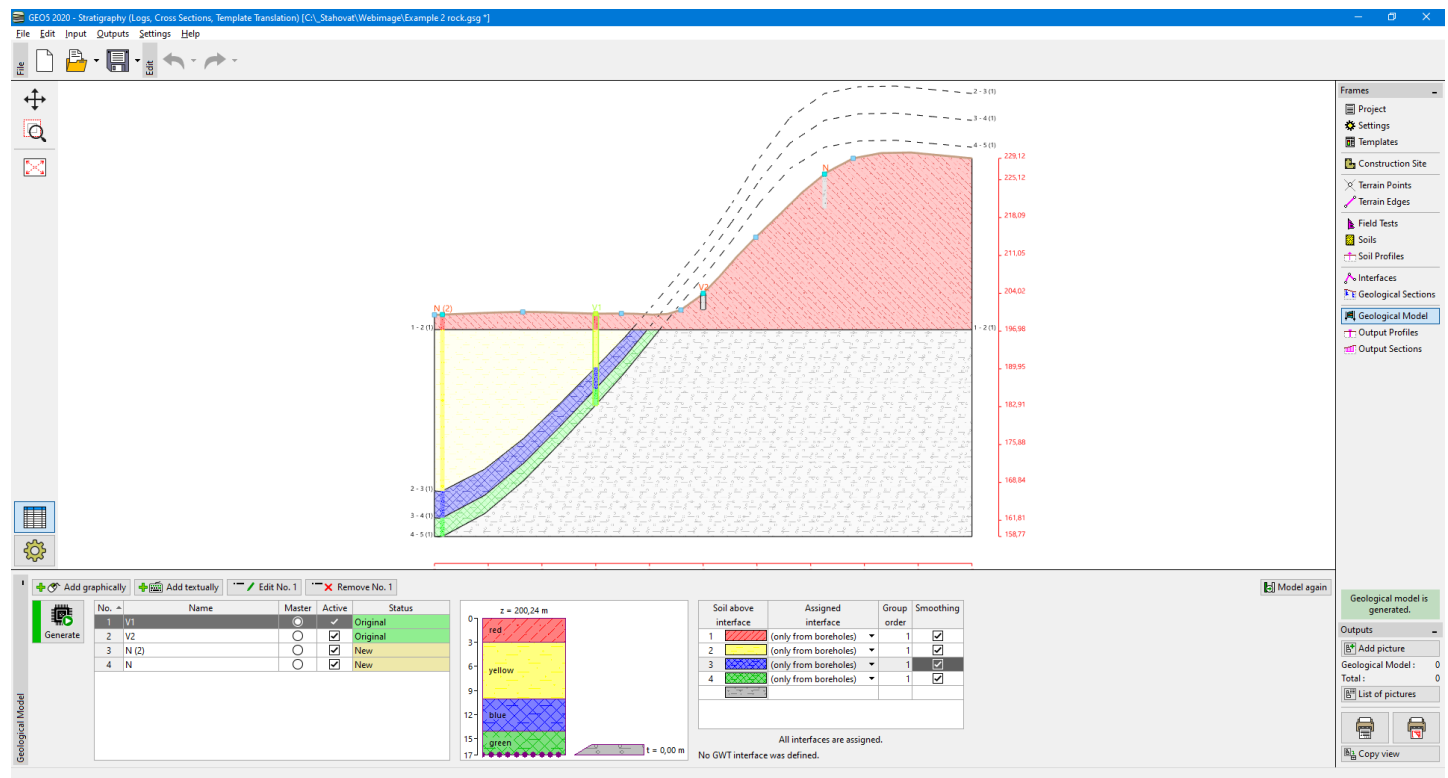 GEO5 2020 - Stratigraphy (Logs, Cross Sections, Template Translation) [C:\_Stahovat\Webimage\Example 2 rock.gsg *]
File Edit Input Outputs Settings Help
File
Edit
2 - 3 (1)
3 - 4 (1)
4 - 5 (1)
229,12
N
225,12
218,09
211,05
204,02
V2
N (2)
V1
1 - 2 (1)
1 - 2 (1)
196,98
189,95
182,91
175,88
168,84
2 - 3 (1)
3 - 4 (1)
161,81
4 - 5 (1)
158,77
Frames
Project
Settings
Templates
Construction Site
Terrain Points
Terrain Edges
Field Tests
Soils
Soil Profiles
Interfaces
Geological Sections
Geological Model
Output Profiles
Output Sections
Add graphically Add textually Edit No. 1 Remove No. 1 Model again
Generate
No. Name Master Active Status
1 V1 Original
2 V2 Original
3 N (2) New
4 N New
z = 200,24 m
0
red
3
6
yellow
9
12
blue
15
green
17
t = 0,00 m
Soil above interface Assigned interface Group order Smoothing
1 (only from boreholes) 1
2 (only from boreholes) 1
3 (only from boreholes) 1
4 (only from boreholes) 1
All interfaces are assigned.
No GWT interface was defined.
Geological Model
Geological model is
generated.
Outputs
Add picture
Geological Model : 0
Total : 0
List of pictures
Copy view